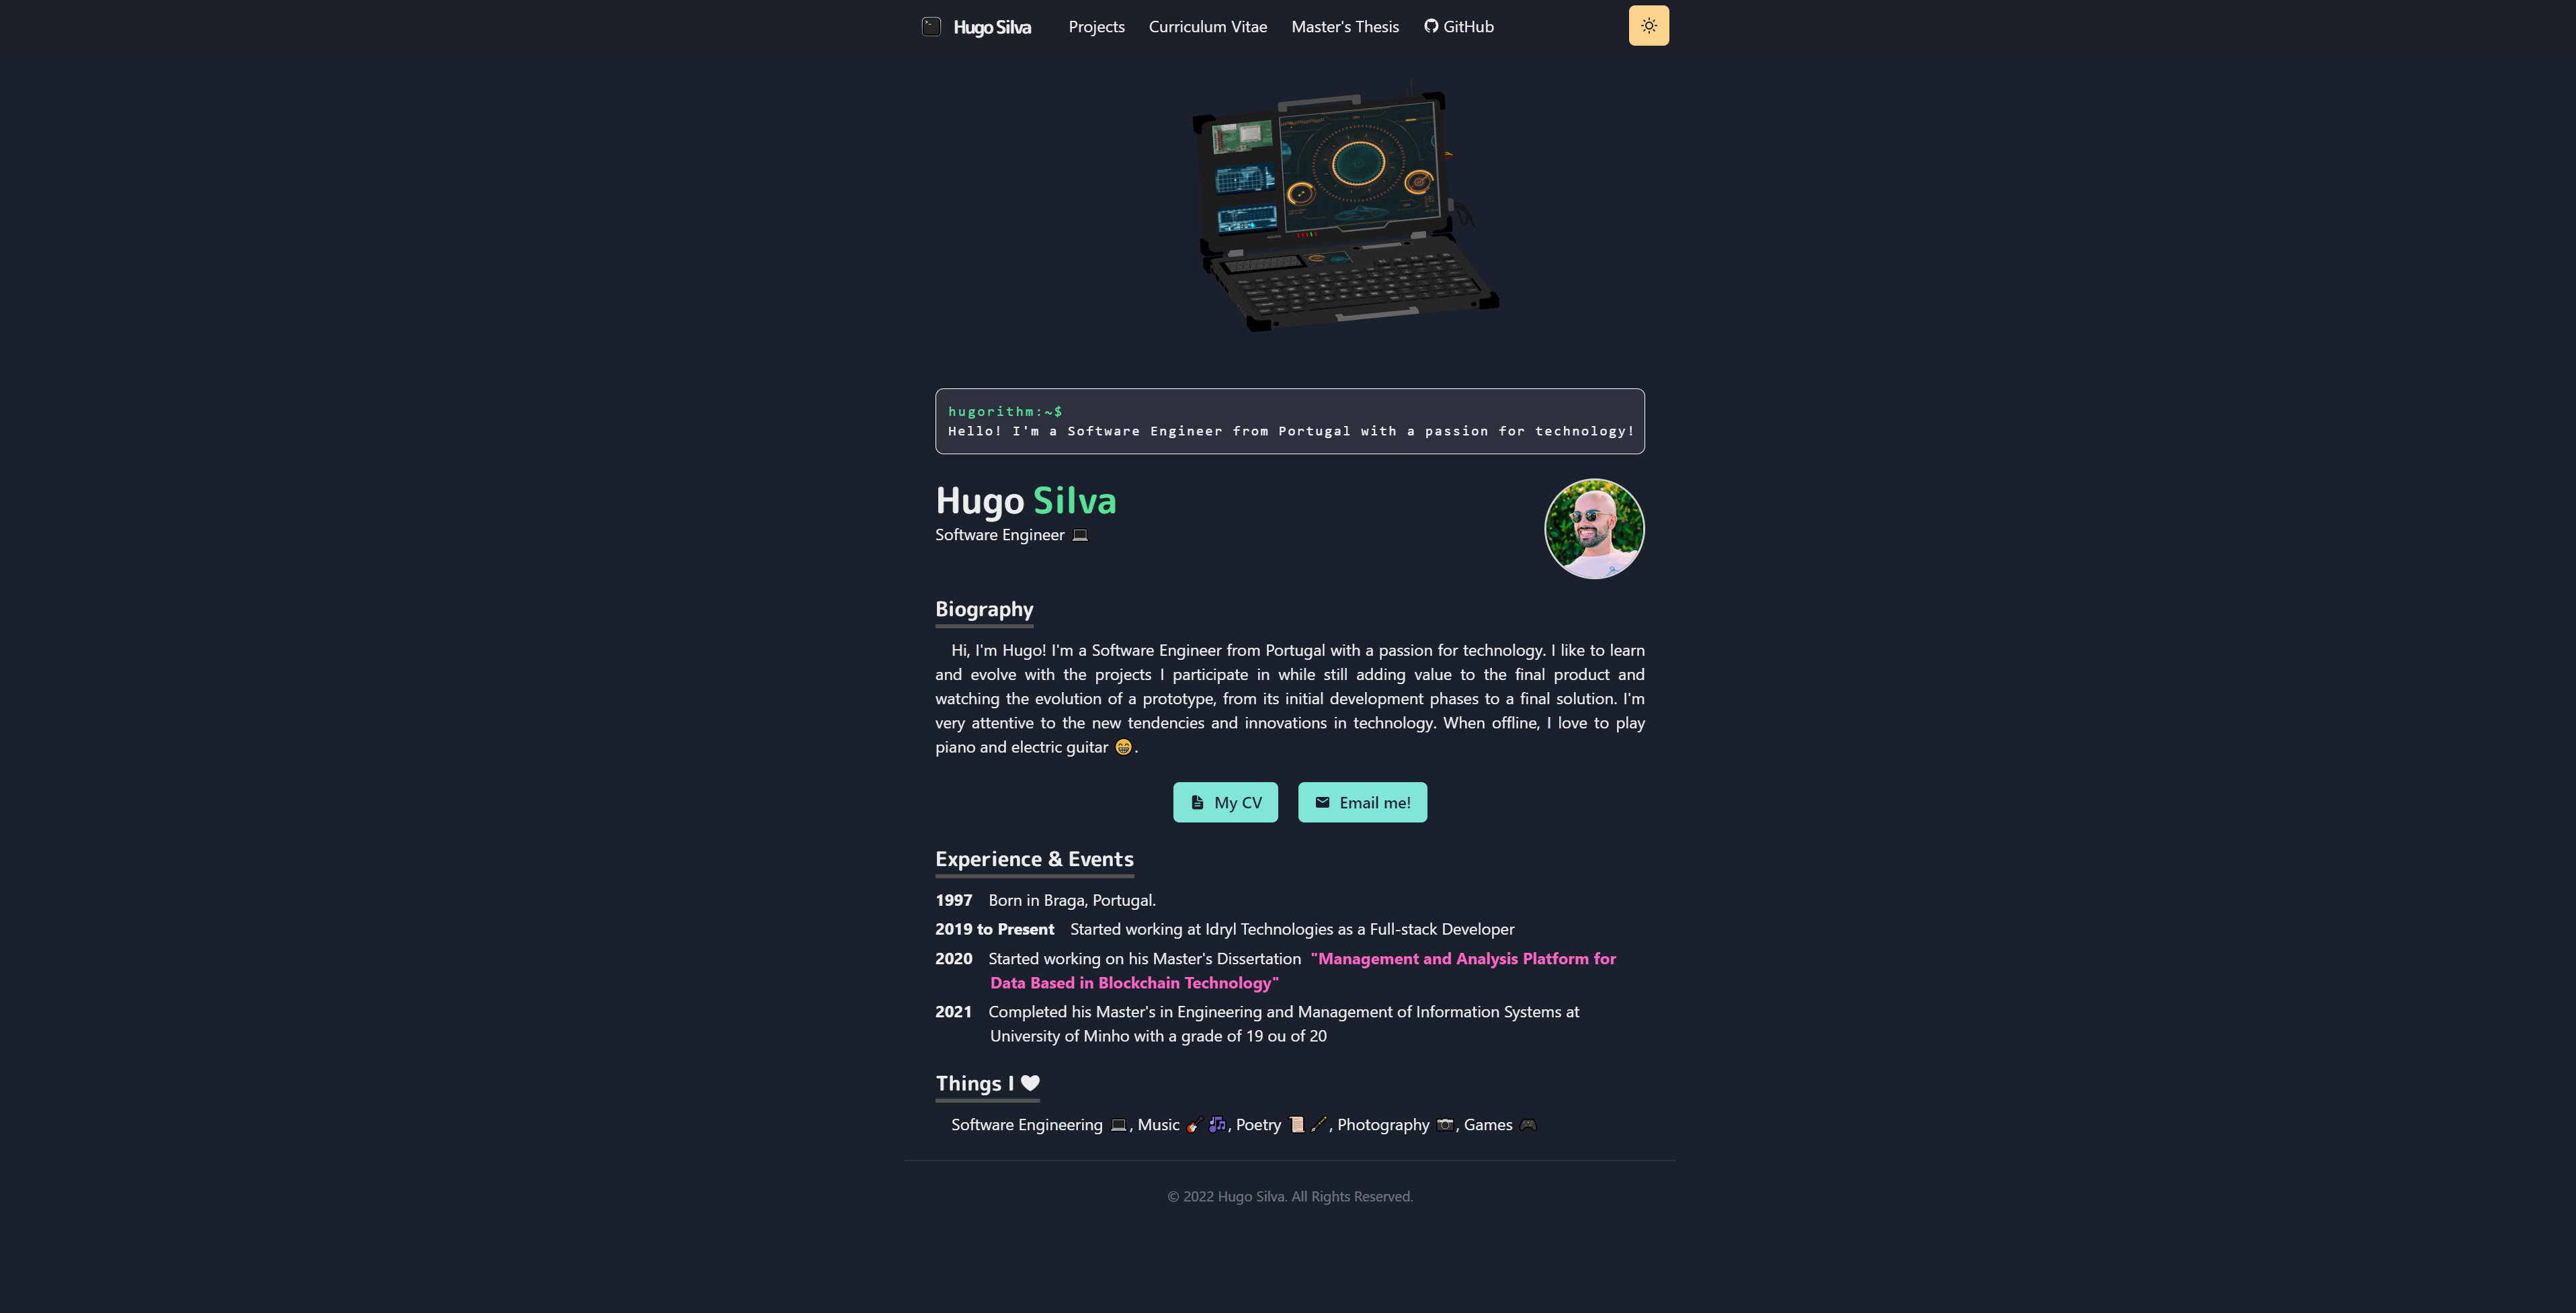 Hugo Silva Projects Curriculum Vitae Master's Thesis GitHub
hugorithm:~$
Hello! I'm a Software Engineer from Portugal with a passion for technology!
Hugo Silva
Software Engineer 💻
Biography
Hi, I'm Hugo! I'm a Software Engineer from Portugal with a passion for technology. I like to learn
and evolve with the projects I participate in while still adding value to the final product and
watching the evolution of a prototype, from its initial development phases to a final solution. I'm
very attentive to the new tendencies and innovations in technology. When offline, I love to play
piano and electric guitar 😁.
My CV Email me!
Experience & Events
1997 Born in Braga, Portugal.
2019 to Present Started working at Idryl Technologies as a Full-stack Developer
2020 Started working on his Master's Dissertation "Management and Analysis Platform for
Data Based in Blockchain Technology"
2021 Completed his Master's in Engineering and Management of Information Systems at
University of Minho with a grade of 19 ou of 20
Things I ♥
Software Engineering 💻, Music 🎸🎶, Poetry 📜🖌, Photography 📷, Games 🎮
© 2022 Hugo Silva. All Rights Reserved.